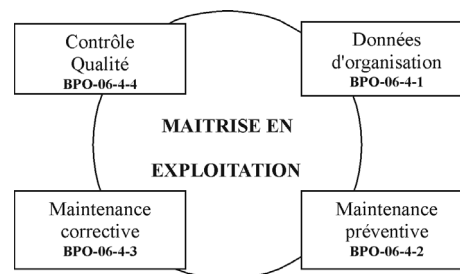 Contrôle
Qualité
BPO-06-4-4
Données
d'organisation
BPO-06-4-1
MAITRISE EN
EXPLOITATION
Maintenance
corrective
BPO-06-4-3
Maintenance
préventive
BPO-06-4-2